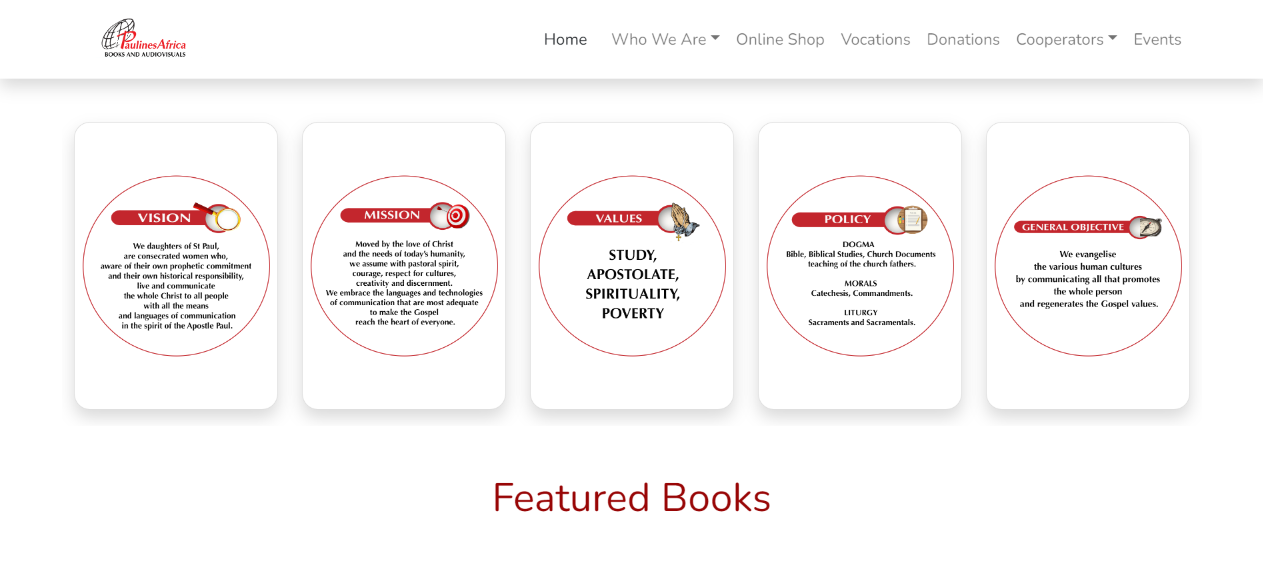 PaulinesAfrica
BOOKS AND AUDIOVISUALS
Home
Who We Are
Online Shop
Vocations
Donations
Cooperators
Events
VISION
We daughters of St Paul,
are consecrated women who,
aware of their own prophetic commitment
and their own historical responsibility,
live and communicate
the whole Christ to all people
with all the means
and languages of communication
in the spirit of the Apostle Paul.
MISSION
Moved by the love of Christ
and the needs of today's humanity,
we assume with pastoral spirit,
courage, respect for cultures,
creativity and discernment.
We embrace the languages and technologies
of communication that are most adequate
to make the Gospel
reach the heart of everyone.
VALUES
STUDY,
APOSTOLATE,
SPIRITUALITY,
POVERTY
POLICY
DOGMA
Bible, Biblical Studies, Church Documents
teaching of the church fathers.
MORALS
Catechesis, Commandments.
LITURGY
Sacraments and Sacramentals.
GENERAL OBJECTIVE
We evangelise
the various human cultures
by communicating all that promotes
the whole person
and regenerates the Gospel values.
Featured Books